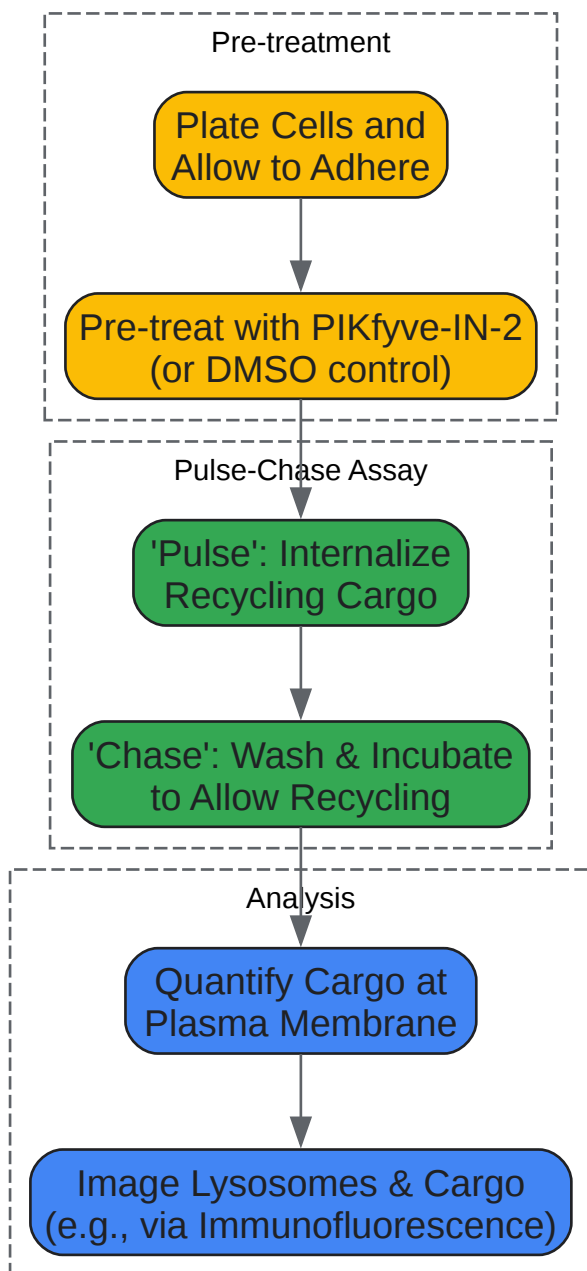 Pre-treatment
Plate Cells and
Allow to Adhere
Pre-treat with PIKfyve-IN-2
(or DMSO control)
Pulse-Chase Assay
'Pulse': Internalize
Recycling Cargo
'Chase': Wash & Incubate
to Allow Recycling
Analysis
Quantify Cargo at
Plasma Membrane
Image Lysosomes & Cargo
(e.g., via Immunofluorescence)